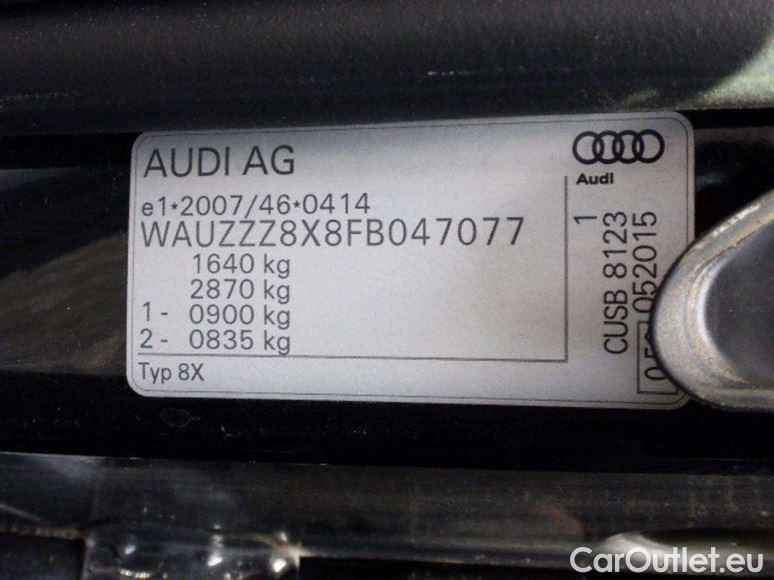 AUDI AG
Audi
e1*2007/46*0414
WAUZZZ8X8FB047077
1640 kg
2870 kg
1 - 0900 kg
2 - 0835 kg
Typ 8X
1
CUSB 8123
052015
CarOutlet.eu